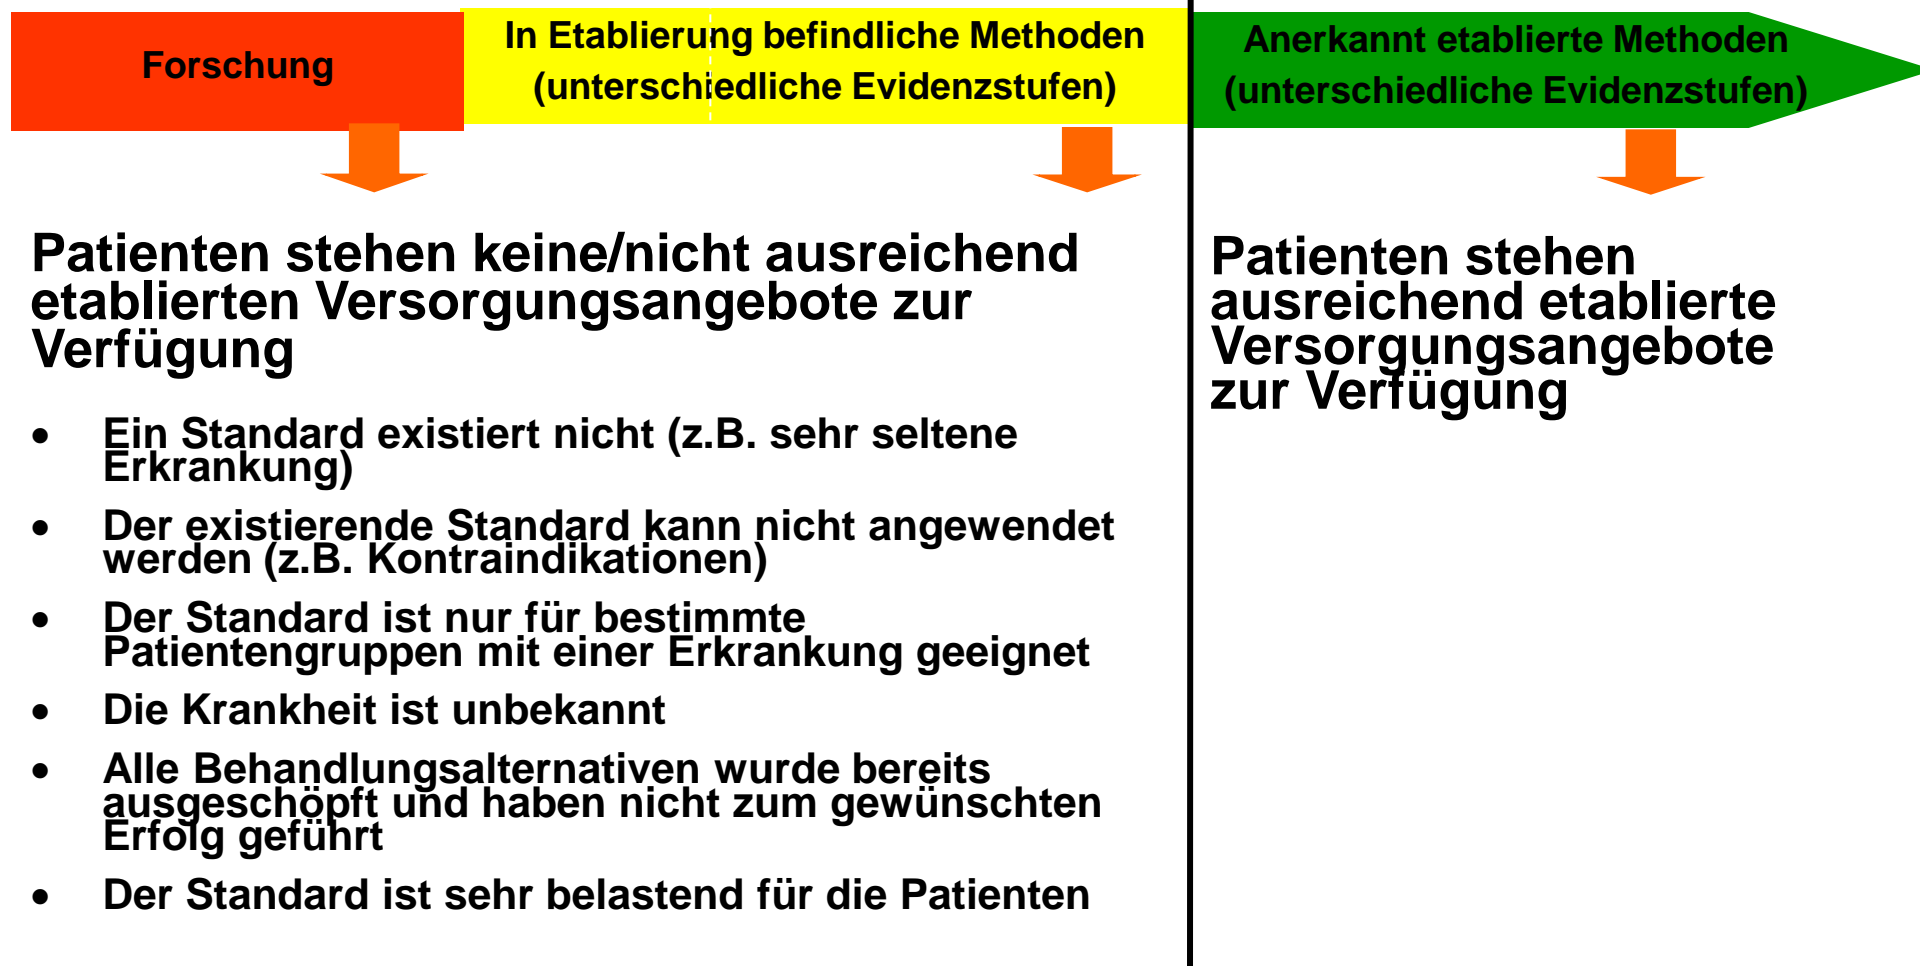 Forschung
In Etablierung befindliche Methoden
(unterschiedliche Evidenzstufen)
Anerkannt etablierte Methoden
(unterschiedliche Evidenzstufen)
Patienten stehen keine/nicht ausreichend
etablierten Versorgungsangebote zur
Verfügung
• Ein Standard existiert nicht (z.B. sehr seltene
Erkrankung)
• Der existierende Standard kann nicht angewendet
werden (z.B. Kontraindikationen)
• Der Standard ist nur für bestimmte
Patientengruppen mit einer Erkrankung geeignet
• Die Krankheit ist unbekannt
• Alle Behandlungsalternativen wurde bereits
ausgeschöpft und haben nicht zum gewünschten
Erfolg geführt
• Der Standard ist sehr belastend für die Patienten
Patienten stehen
ausreichend etablierte
Versorgungsangebote
zur Verfügung